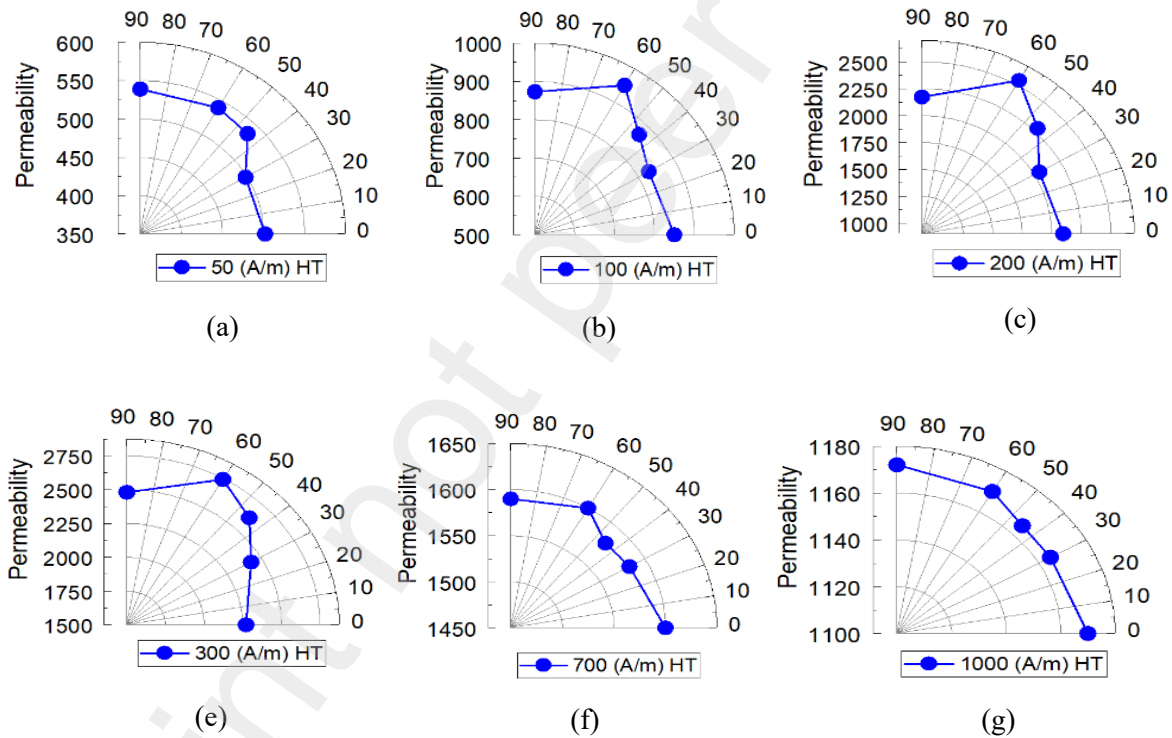 90 80 70 60 50 40 30 20 10 0
600
550
500
450
400
350
Permeability
50 (A/m) HT
(a)
90 80 70 60 50 40 30 20 10 0
1000
900
800
700
600
500
Permeability
100 (A/m) HT
(b)
90 80 70 60 50 40 30 20 10 0
2500
2250
2000
1750
1500
1250
1000
Permeability
200 (A/m) HT
(c)
90 80 70 60 50 40 30 20 10 0
2750
2500
2250
2000
1750
1500
Permeability
300 (A/m) HT
(e)
90 80 70 60 50 40 30 20 10 0
1650
1600
1550
1500
1450
Permeability
700 (A/m) HT
(f)
90 80 70 60 50 40 30 20 10 0
1180
1160
1140
1120
1100
Permeability
1000 (A/m) HT
(g)
int not peer